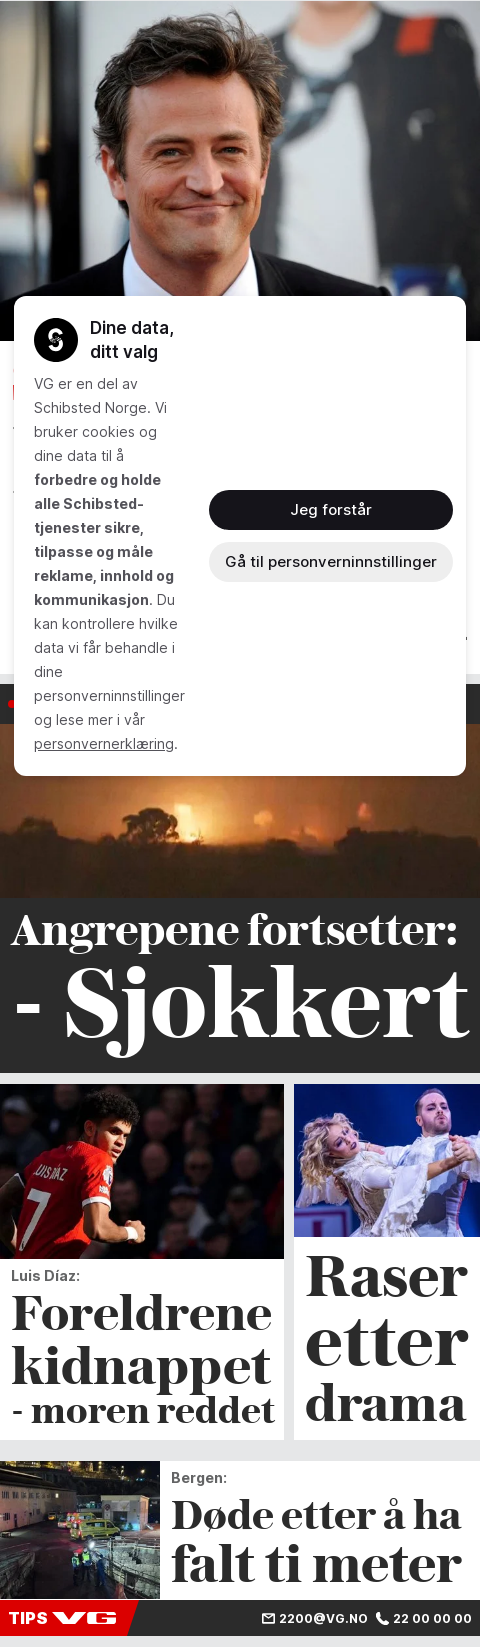 Dine data,
ditt valg
VG er en del av
Schibsted Norge. Vi
bruker cookies og
dine data til å
forbedre og holde
alle Schibsted-
tjenester sikre,
tilpasse og måle
reklame, innhold og
kommunikasjon. Du
kan kontrollere hvilke
data vi får behandle i
dine
personverninnstillinger
og lese mer i vår
personvernerklæring.
Jeg forstår
Gå til personverninnstillinger
Angrepene fortsetter:
- Sjokkert
LUIS DÍAZ
7
Luis Díaz:
Foreldrene
kidnappet
- moren reddet
Raser
etter
drama
Bergen:
Døde etter å ha
falt ti meter
TIPS VG
2200@VG.NO 22 00 00 00